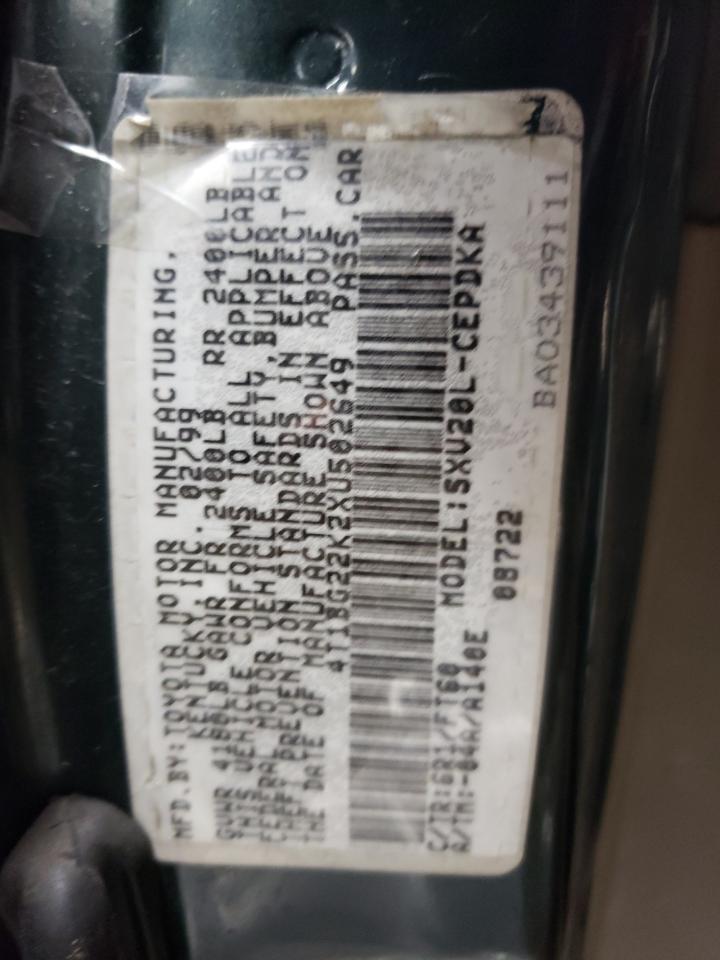 MFD.BY:TOYOTA MOTOR MANUFACTURING,
KENTUCKY,INC. 02/99
GVWR 4180LB GAWR FR 2400LB RR 2400LB
THIS VEHICLE CONFORMS TO ALL APPLICABLE
FEDERAL MOTOR VEHICLE SAFETY,BUMPER AND
THEFT PREVENTION STANDARDS IN EFFECT ON
THE DATE OF MANUFACTURE SHOWN ABOVE
4T1BG22K2XU502649 PASS.CAR
C/TR:6R1/FT60 MODEL:SXV20L-CEPDKA
A/TM:-04A/A140E 08722
BA03439111